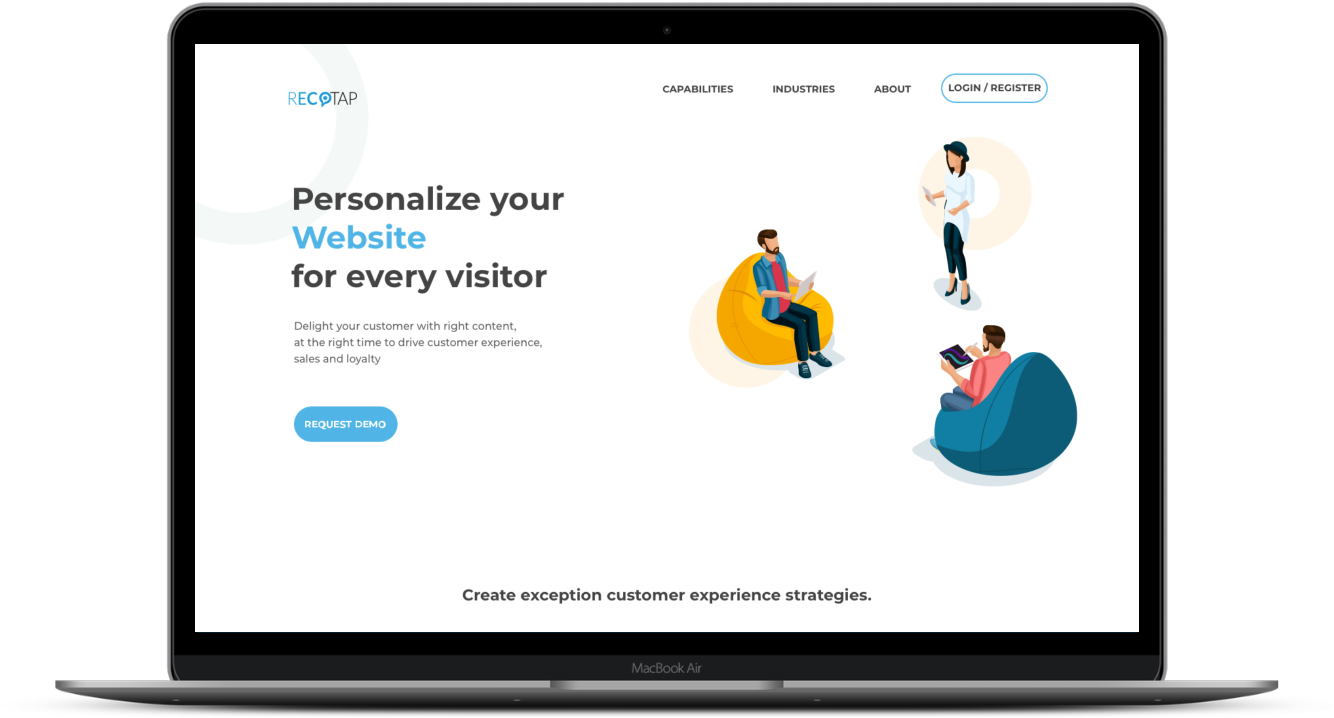 RECOTAP
CAPABILITIES
INDUSTRIES
ABOUT
LOGIN / REGISTER
Personalize your
Website
for every visitor
Delight your customer with right content,
at the right time to drive customer experience,
sales and loyalty
REQUEST DEMO
Create exception customer experience strategies.
MacBook Air